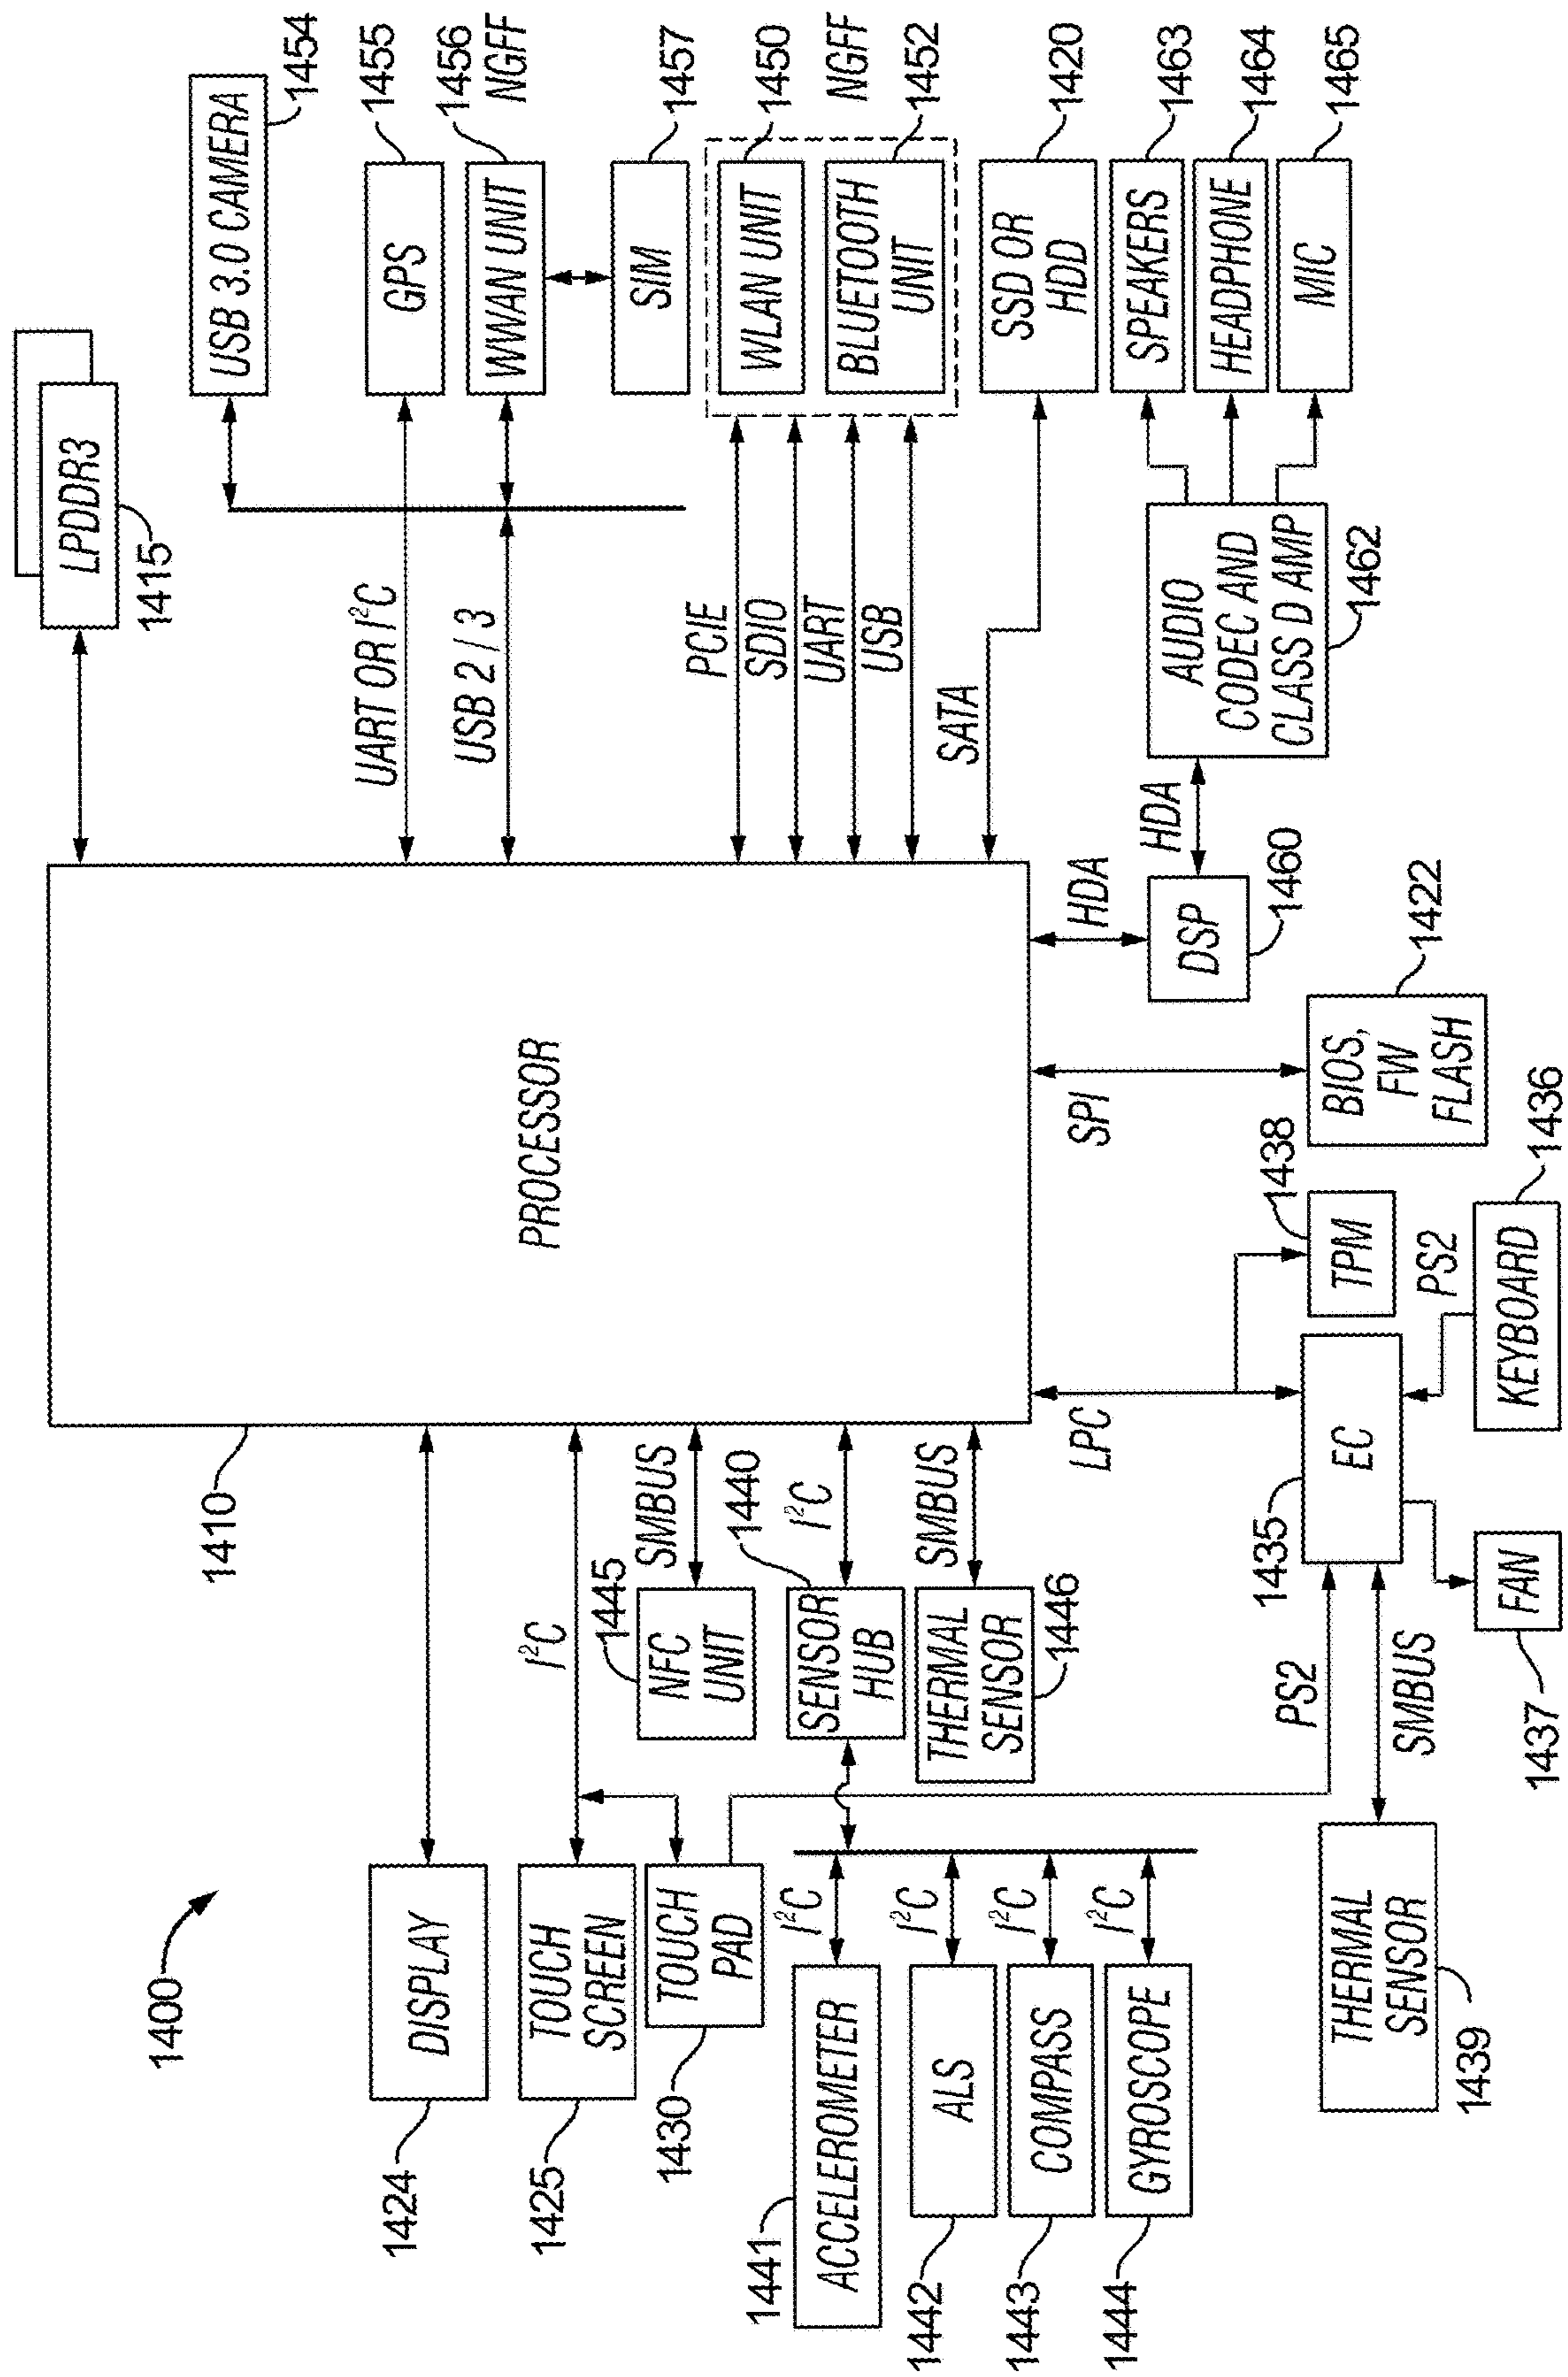 1400
1410
PROCESSOR
LPDDR3
1415
DISPLAY
1424
TOUCH
SCREEN
1425
I²C
TOUCH
PAD
1430
NFC
UNIT
1445
SMBUS
SENSOR
HUB
1440
I²C
THERMAL
SENSOR
1446
SMBUS
ACCELEROMETER
1441
I²C
ALS
1442
I²C
COMPASS
1443
I²C
GYROSCOPE
1444
I²C
THERMAL
SENSOR
1439
SMBUS
PS2
FAN
1437
EC
1435
LPC
KEYBOARD
1436
PS2
TPM
1438
BIOS,
FW
FLASH
1422
SPI
DSP
1460
HDA
HDA
AUDIO
CODEC AND
CLASS D AMP
1462
USB 3.0 CAMERA
1454
UART OR I²C
GPS
1455
USB 2 / 3
WWAN UNIT
1456
NGFF
SIM
1457
PCIE
SDIO
UART
USB
WLAN UNIT
1450
NGFF
BLUETOOTH
UNIT
1452
SATA
SSD OR
HDD
1420
SPEAKERS
1463
HEADPHONE
1464
MIC
1465